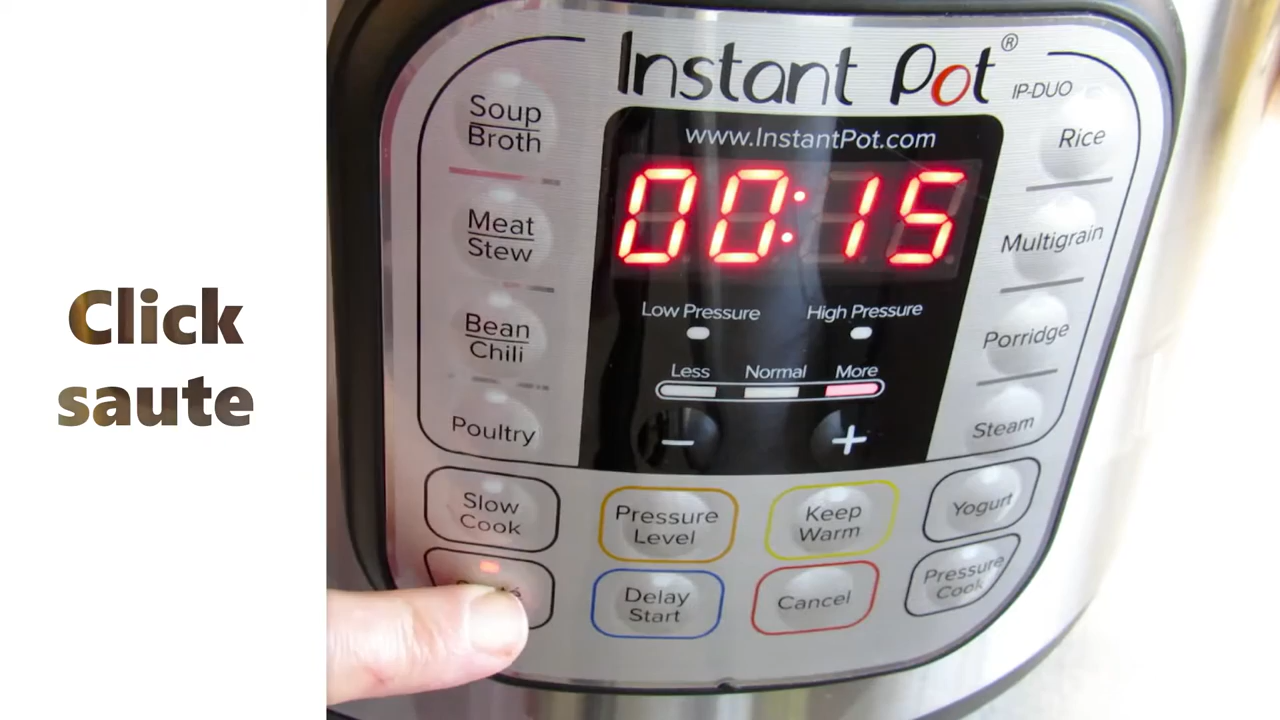 Click
saute
Instant Pot®
IP-DUO
www.InstantPot.com
00:15
Low Pressure
High Pressure
Less
Normal
More
−
+
Soup
Broth
Meat
Stew
Bean
Chili
Poultry
Rice
Multigrain
Porridge
Steam
Slow
Cook
Pressure
Level
Keep
Warm
Yogurt
Delay
Start
Cancel
Pressure
Cook